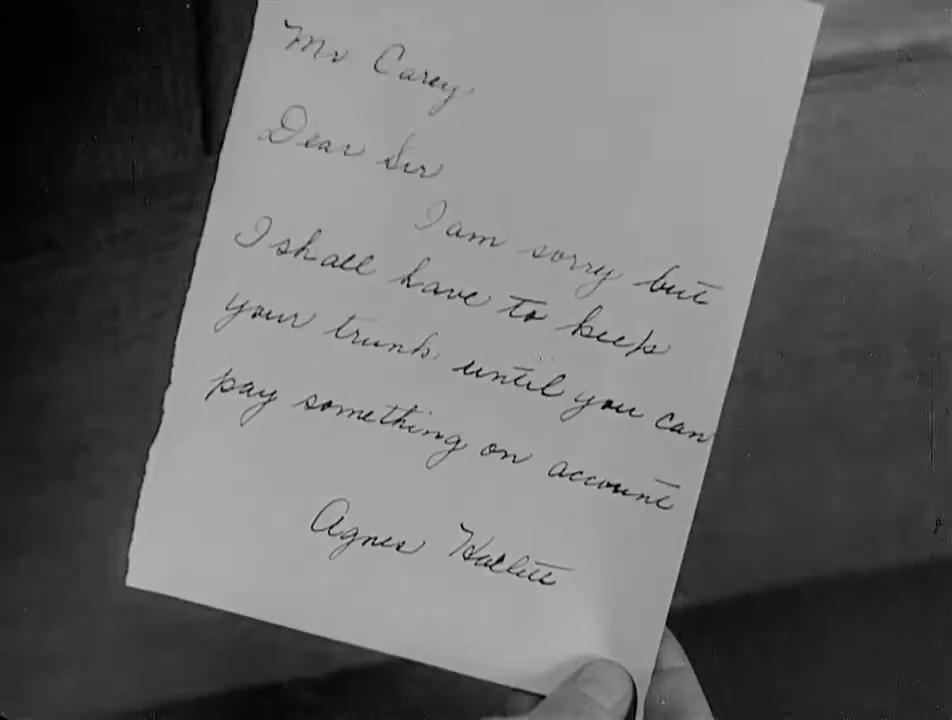 Mr Carey
Dear Sir
I am sorry but
I shall have to keep
your trunk until you can
pay something on account
Agnes Hallett